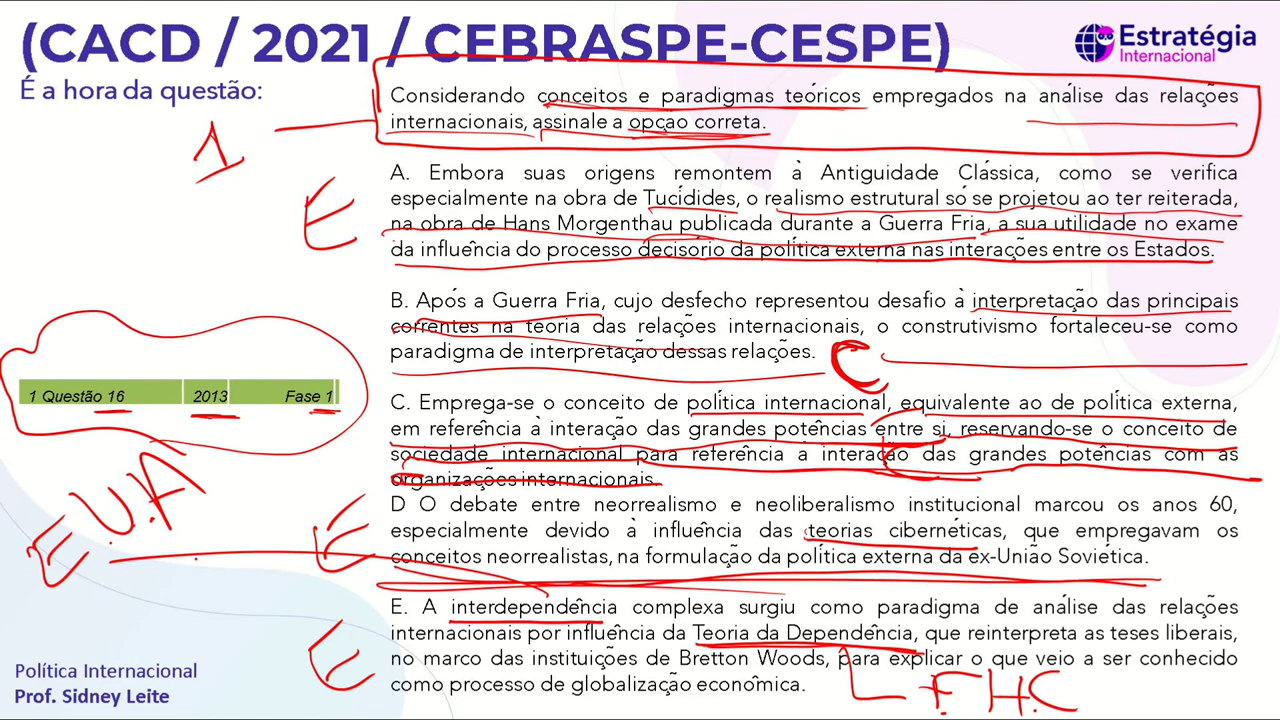 (CACD / 2021 / CEBRASPE-CESPE)
Estratégia
Internacional
É a hora da questão:
Considerando conceitos e paradigmas teóricos empregados na análise das relações
internacionais, assinale a opção correta.
1
A. Embora suas origens remontem à Antiguidade Clássica, como se verifica
especialmente na obra de Tucídides, o realismo estrutural só se projetou ao ter reiterada,
na obra de Hans Morgenthau publicada durante a Guerra Fria, a sua utilidade no exame
da influência do processo decisório da política externa nas interações entre os Estados.
E
B. Após a Guerra Fria, cujo desfecho representou desafio à interpretação das principais
correntes na teoria das relações internacionais, o construtivismo fortaleceu-se como
paradigma de interpretação dessas relações.
C
1 Questão 16 2013 Fase 1
C. Emprega-se o conceito de política internacional, equivalente ao de política externa,
em referência à interação das grandes potências entre si, reservando-se o conceito de
sociedade internacional para referência à interação das grandes potências com as
organizações internacionais.
E.U.A
D O debate entre neorrealismo e neoliberalismo institucional marcou os anos 60,
especialmente devido à influência das teorias cibernéticas, que empregavam os
conceitos neorrealistas, na formulação da política externa da ex-União Soviética.
E
E. A interdependência complexa surgiu como paradigma de análise das relações
internacionais por influência da Teoria da Dependência, que reinterpreta as teses liberais,
no marco das instituições de Bretton Woods, para explicar o que veio a ser conhecido
como processo de globalização econômica.
E
F.H.C
Política Internacional
Prof. Sidney Leite